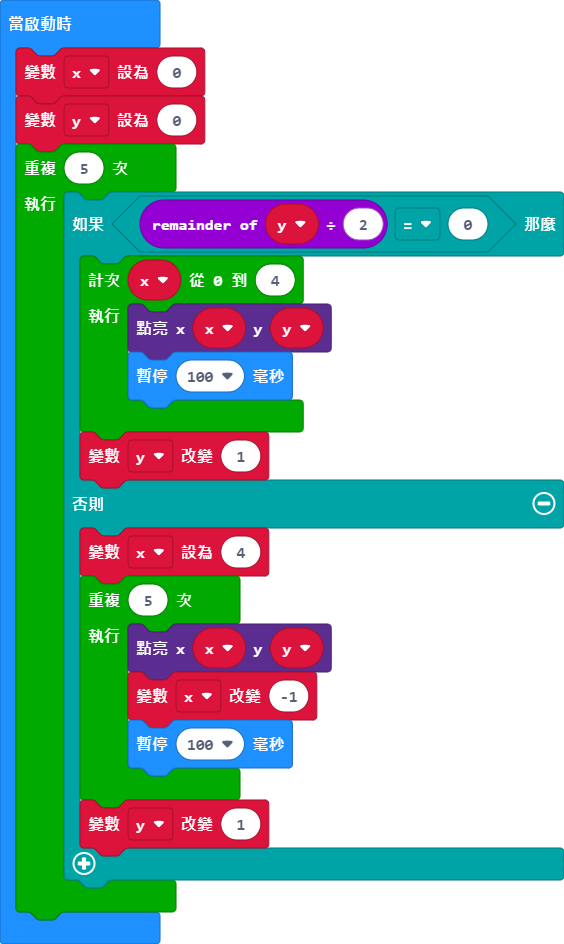 當啟動時
變數 x 設為 0
變數 y 設為 0
重複 5 次
執行
如果 remainder of y ÷ 2 = 0 那麼
計次 x 從 0 到 4
執行
點亮 x x y y
暫停 100 毫秒
變數 y 改變 1
否則
變數 x 設為 4
重複 5 次
執行
點亮 x x y y
變數 x 改變 -1
暫停 100 毫秒
變數 y 改變 1